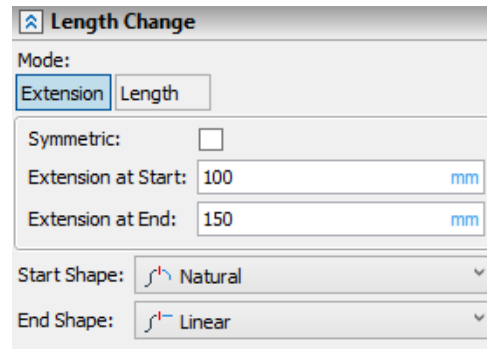 Length Change
Mode:
Extension Length
Symmetric:
Extension at Start: 100 mm
Extension at End: 150 mm
Start Shape: Natural
End Shape: Linear